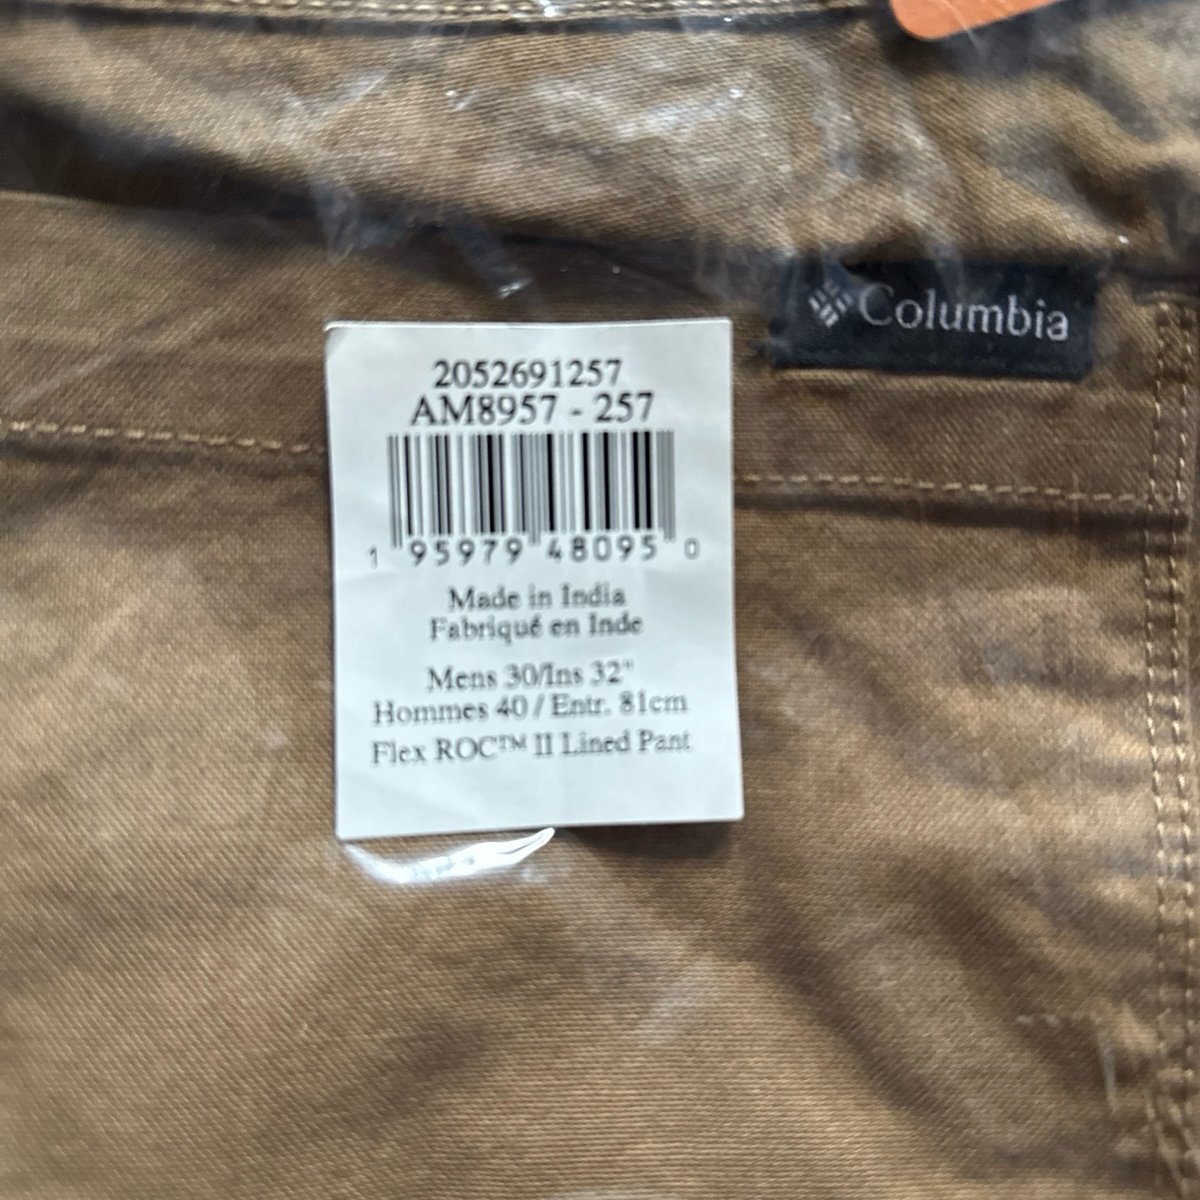 Columbia
2052691257
AM8957 - 257
1 95979 48095 0
Made in India
Fabriqué en Inde
Mens 30/Ins 32"
Hommes 40 / Entr. 81cm
Flex ROC™ II Lined Pant